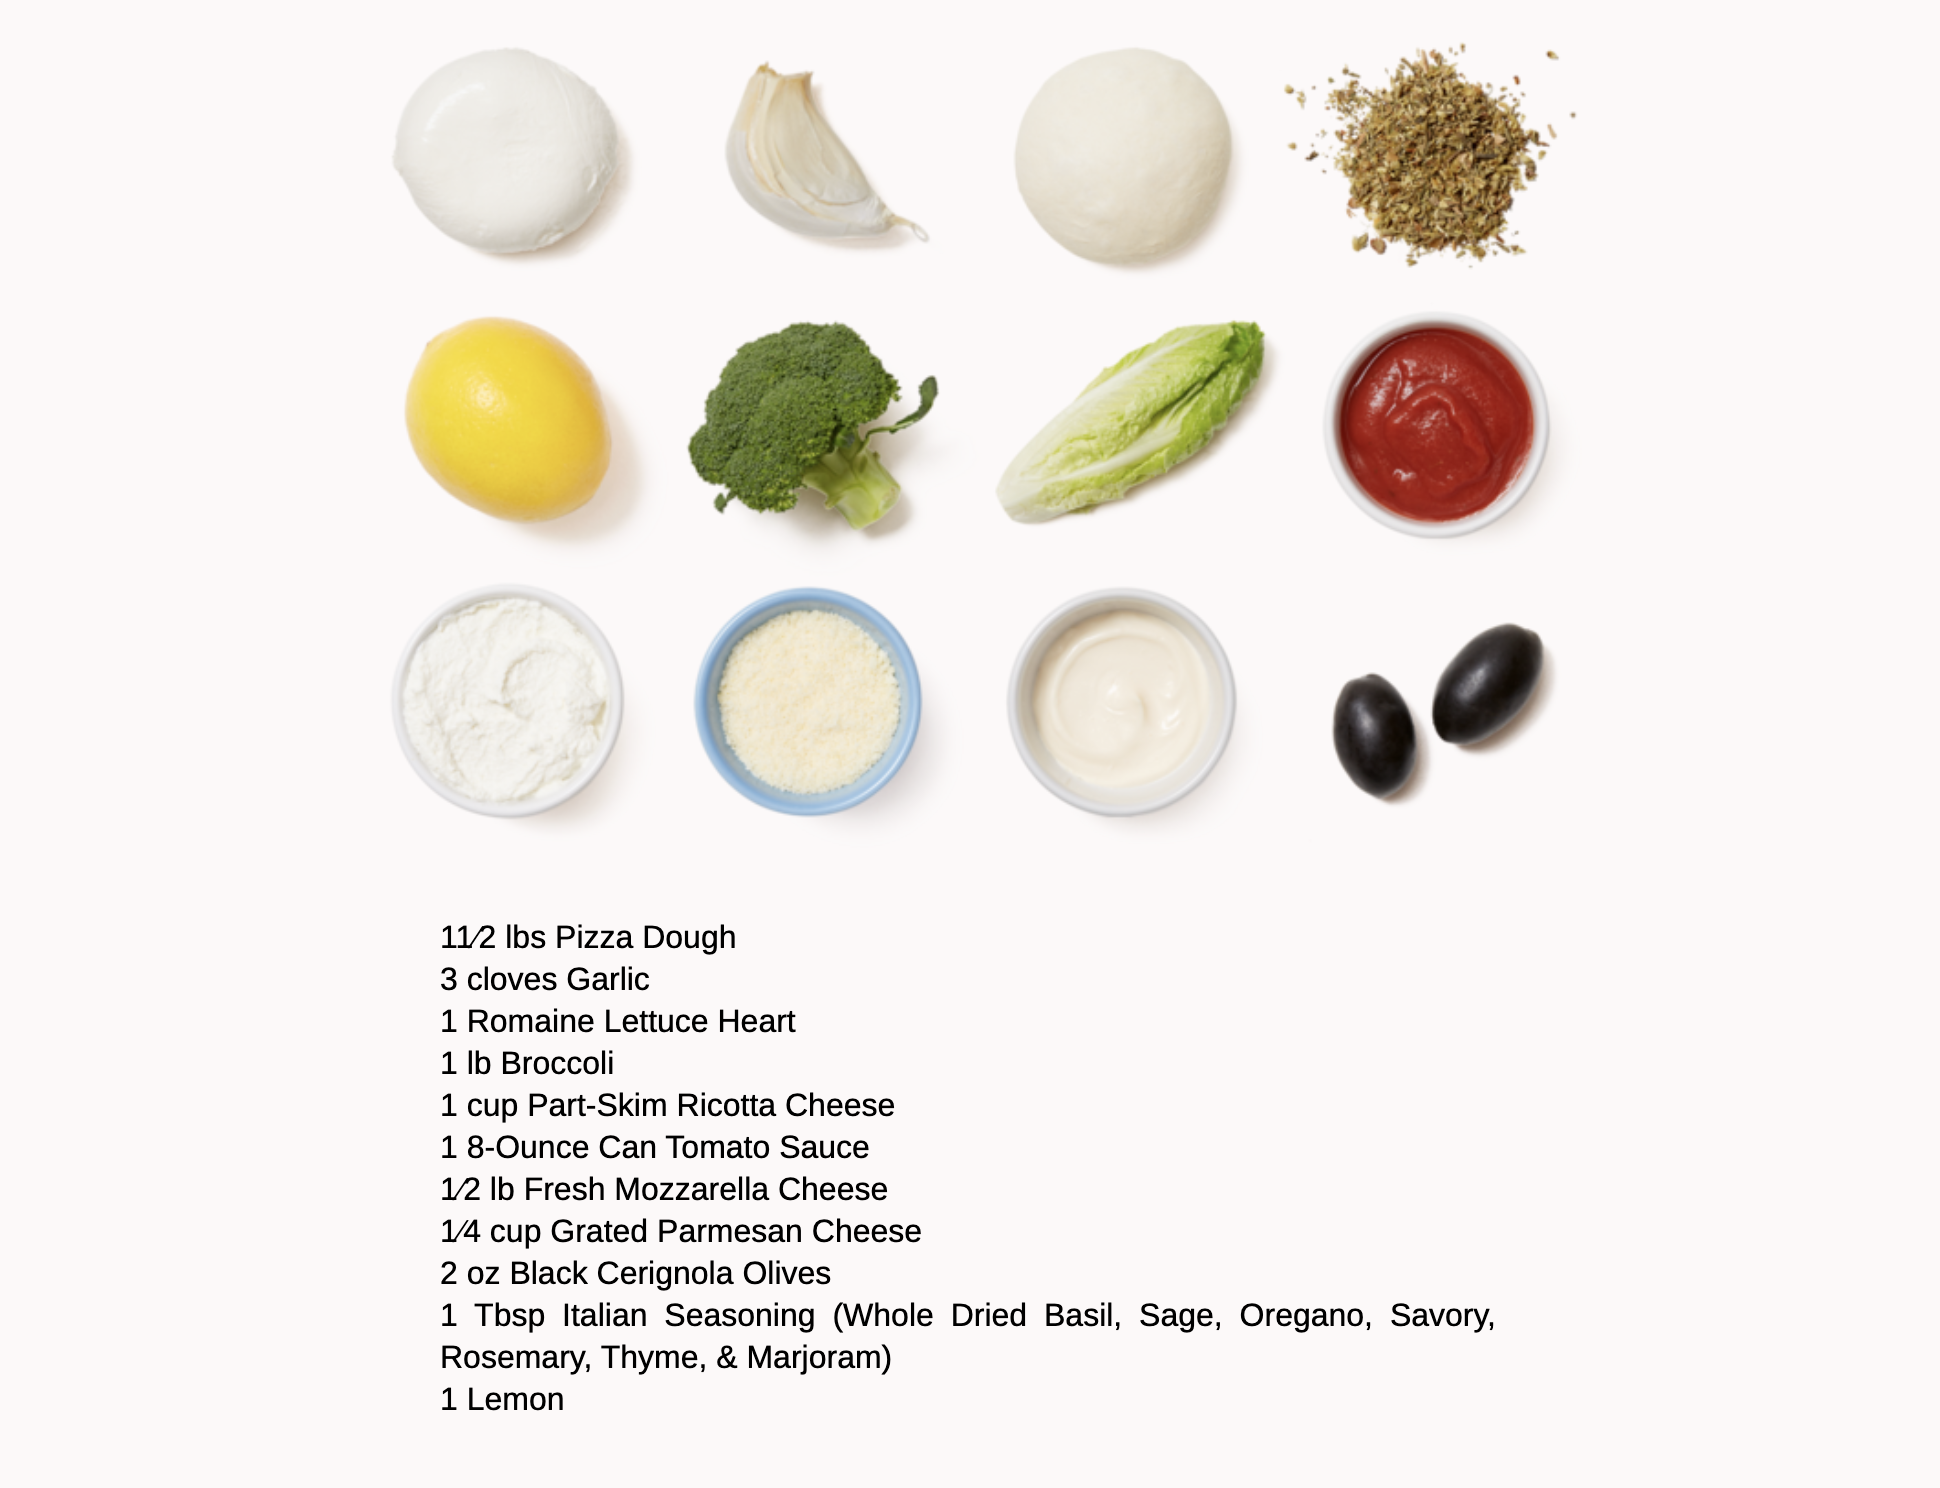 11⁄2 lbs Pizza Dough
3 cloves Garlic
1 Romaine Lettuce Heart
1 lb Broccoli
1 cup Part-Skim Ricotta Cheese
1 8-Ounce Can Tomato Sauce
1⁄2 lb Fresh Mozzarella Cheese
1⁄4 cup Grated Parmesan Cheese
2 oz Black Cerignola Olives
1 Tbsp Italian Seasoning (Whole Dried Basil, Sage, Oregano, Savory,
Rosemary, Thyme, & Marjoram)
1 Lemon